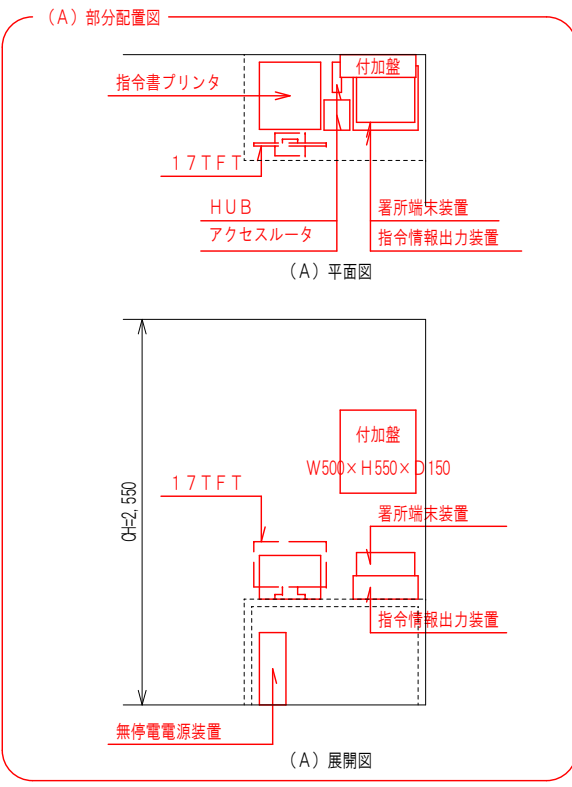 (A)部分配置図
付加盤
指令書プリンタ
17TFT
HUB
アクセスルータ
署所端末装置
指令情報出力装置
(A)平面図
付加盤
W500×H550×D150
17TFT
CH=2,550
署所端末装置
指令情報出力装置
無停電電源装置
(A)展開図